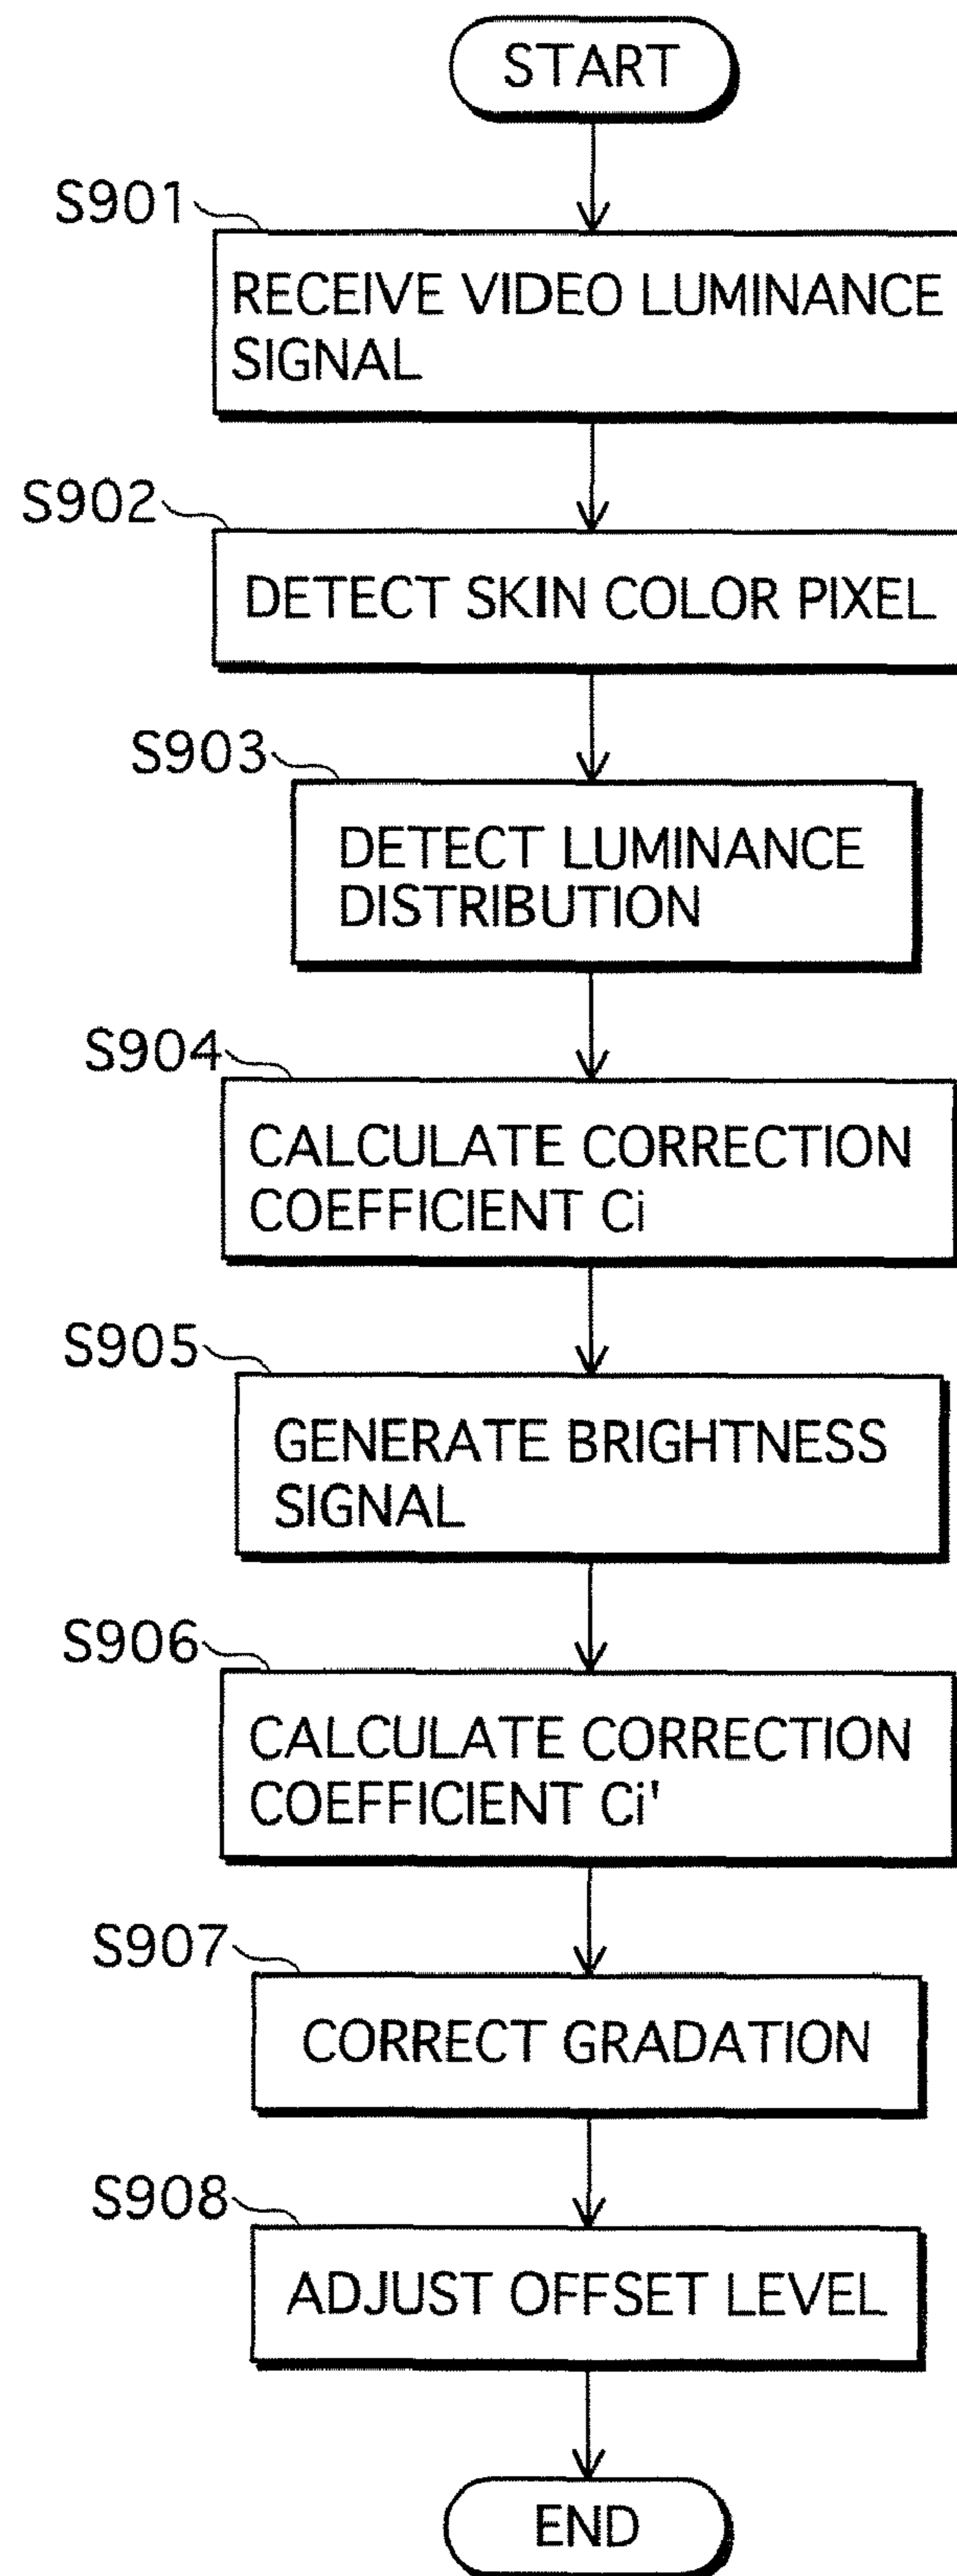 START
S901
RECEIVE VIDEO LUMINANCE
SIGNAL
S902
DETECT SKIN COLOR PIXEL
S903
DETECT LUMINANCE
DISTRIBUTION
S904
CALCULATE CORRECTION
COEFFICIENT Ci
S905
GENERATE BRIGHTNESS
SIGNAL
S906
CALCULATE CORRECTION
COEFFICIENT Ci'
S907
CORRECT GRADATION
S908
ADJUST OFFSET LEVEL
END